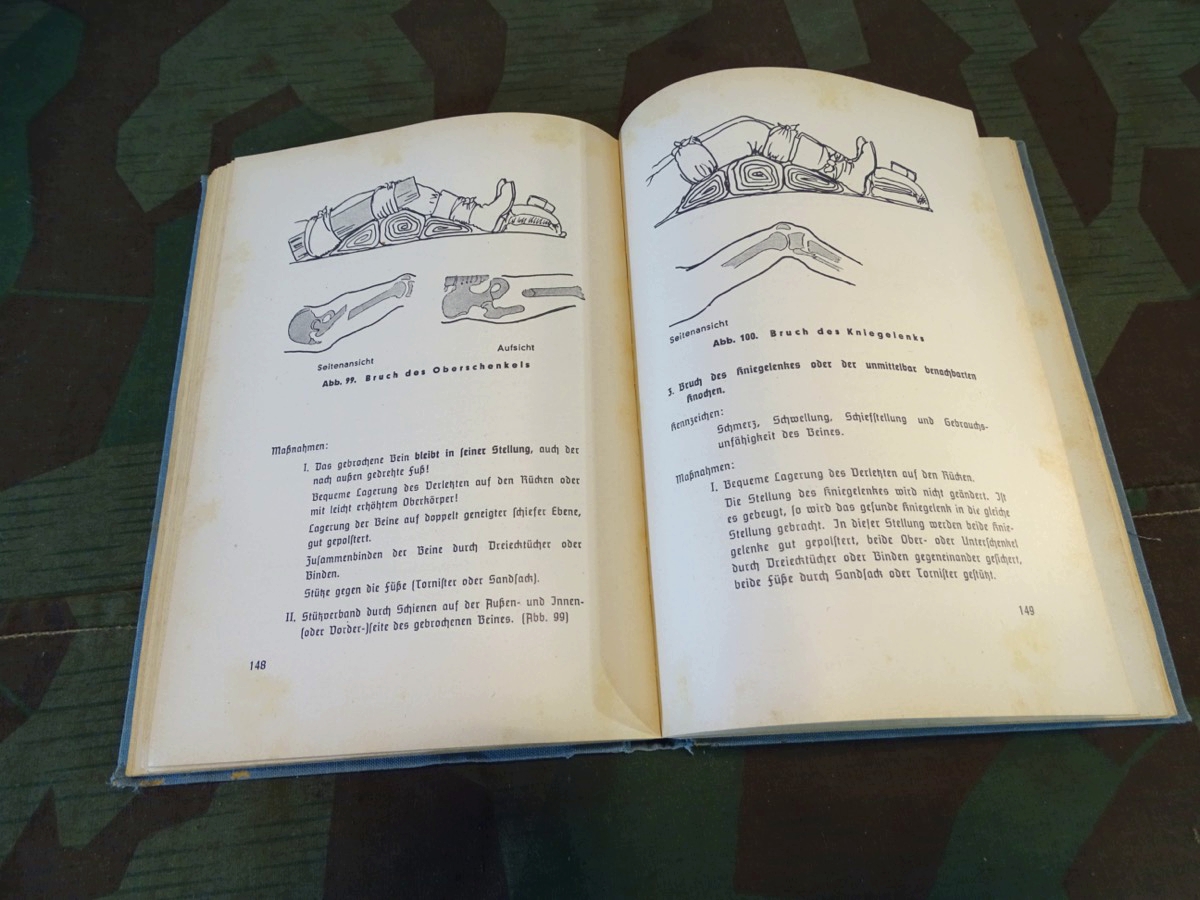 Seitenansicht
Aufsicht
Abb. 99. Bruch des Oberschenkels
Maßnahmen:
I. Das gebrochene Bein bleibt in seiner Stellung, auch der
nach außen gedrehte Fuß!
Bequeme Lagerung des Verletzten auf den Rücken oder
mit leicht erhöhtem Oberkörper!
Lagerung der Beine auf doppelt geneigter schiefer Ebene,
gut gepolstert.
Zusammenbinden der Beine durch Dreiecktücher oder
Binden.
Stütze gegen die Füße (Tornister oder Sandsack).
II. Stützverband durch Schienen auf der Außen- und Innen-
(oder Vorder-)seite des gebrochenen Beines. (Abb. 99)
148
Seitenansicht
Abb. 100. Bruch des Kniegelenks
5. Bruch des Kniegelenkes oder der unmittelbar benachbarten
Knochen.
Kennzeichen:
Schmerz, Schwellung, Schiefstellung und Gebrauchs-
unfähigkeit des Beines.
Maßnahmen:
I. Bequeme Lagerung des Verletzten auf den Rücken.
Die Stellung des Kniegelenkes wird nicht geändert. Ist
es gebeugt, so wird das gesunde Kniegelenk in die gleiche
Stellung gebracht. In dieser Stellung werden beide Knie-
gelenke gut gepolstert, beide Ober- oder Unterschenkel
durch Dreiecktücher oder Binden gegeneinander gesichert,
beide Füße durch Sandsack oder Tornister gestützt.
149